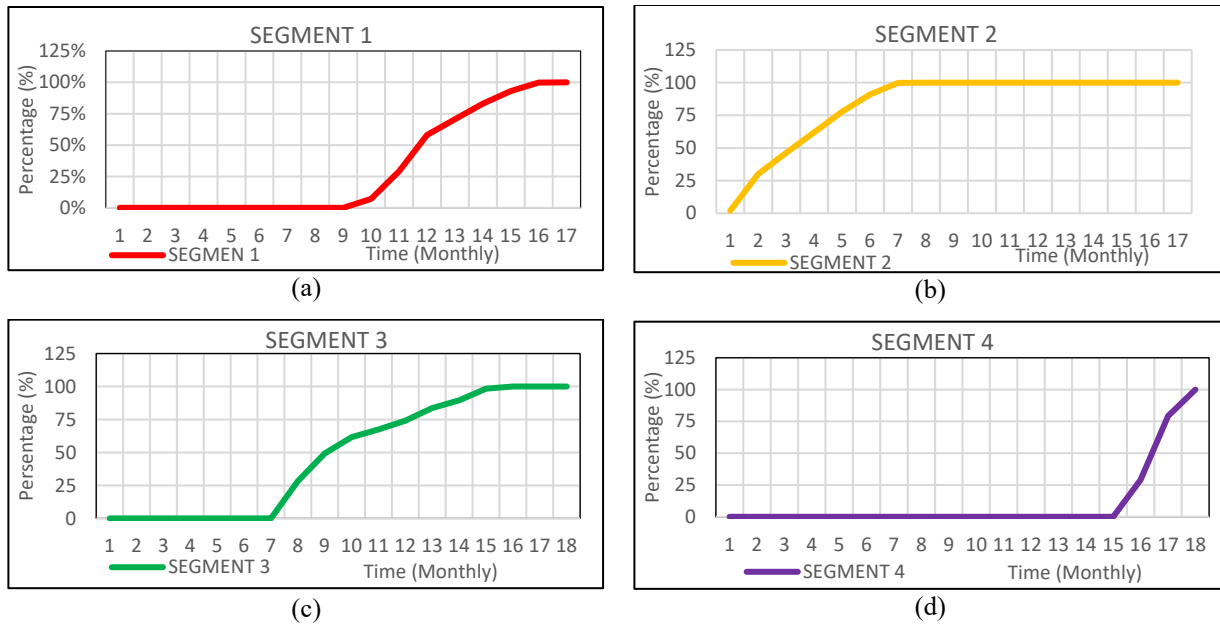 SEGMENT 1
Percentage (%)
125%
100%
75%
50%
25%
0%
1 2 3 4 5 6 7 8 9 10 11 12 13 14 15 16 17
SEGMEN 1
Time (Monthly)
(a)
SEGMENT 2
Percentage (%)
125
100
75
50
25
0
1 2 3 4 5 6 7 8 9 10 11 12 13 14 15 16 17
SEGMENT 2
Time (Monthly)
(b)
SEGMENT 3
Persentage (%)
125
100
75
50
25
0
1 2 3 4 5 6 7 8 9 10 11 12 13 14 15 16 17 18
SEGMENT 3
Time (Monthly)
(c)
SEGMENT 4
Percentage (%)
125
100
75
50
25
0
1 2 3 4 5 6 7 8 9 10 11 12 13 14 15 16 17 18
SEGMENT 4
Time (Monthly)
(d)